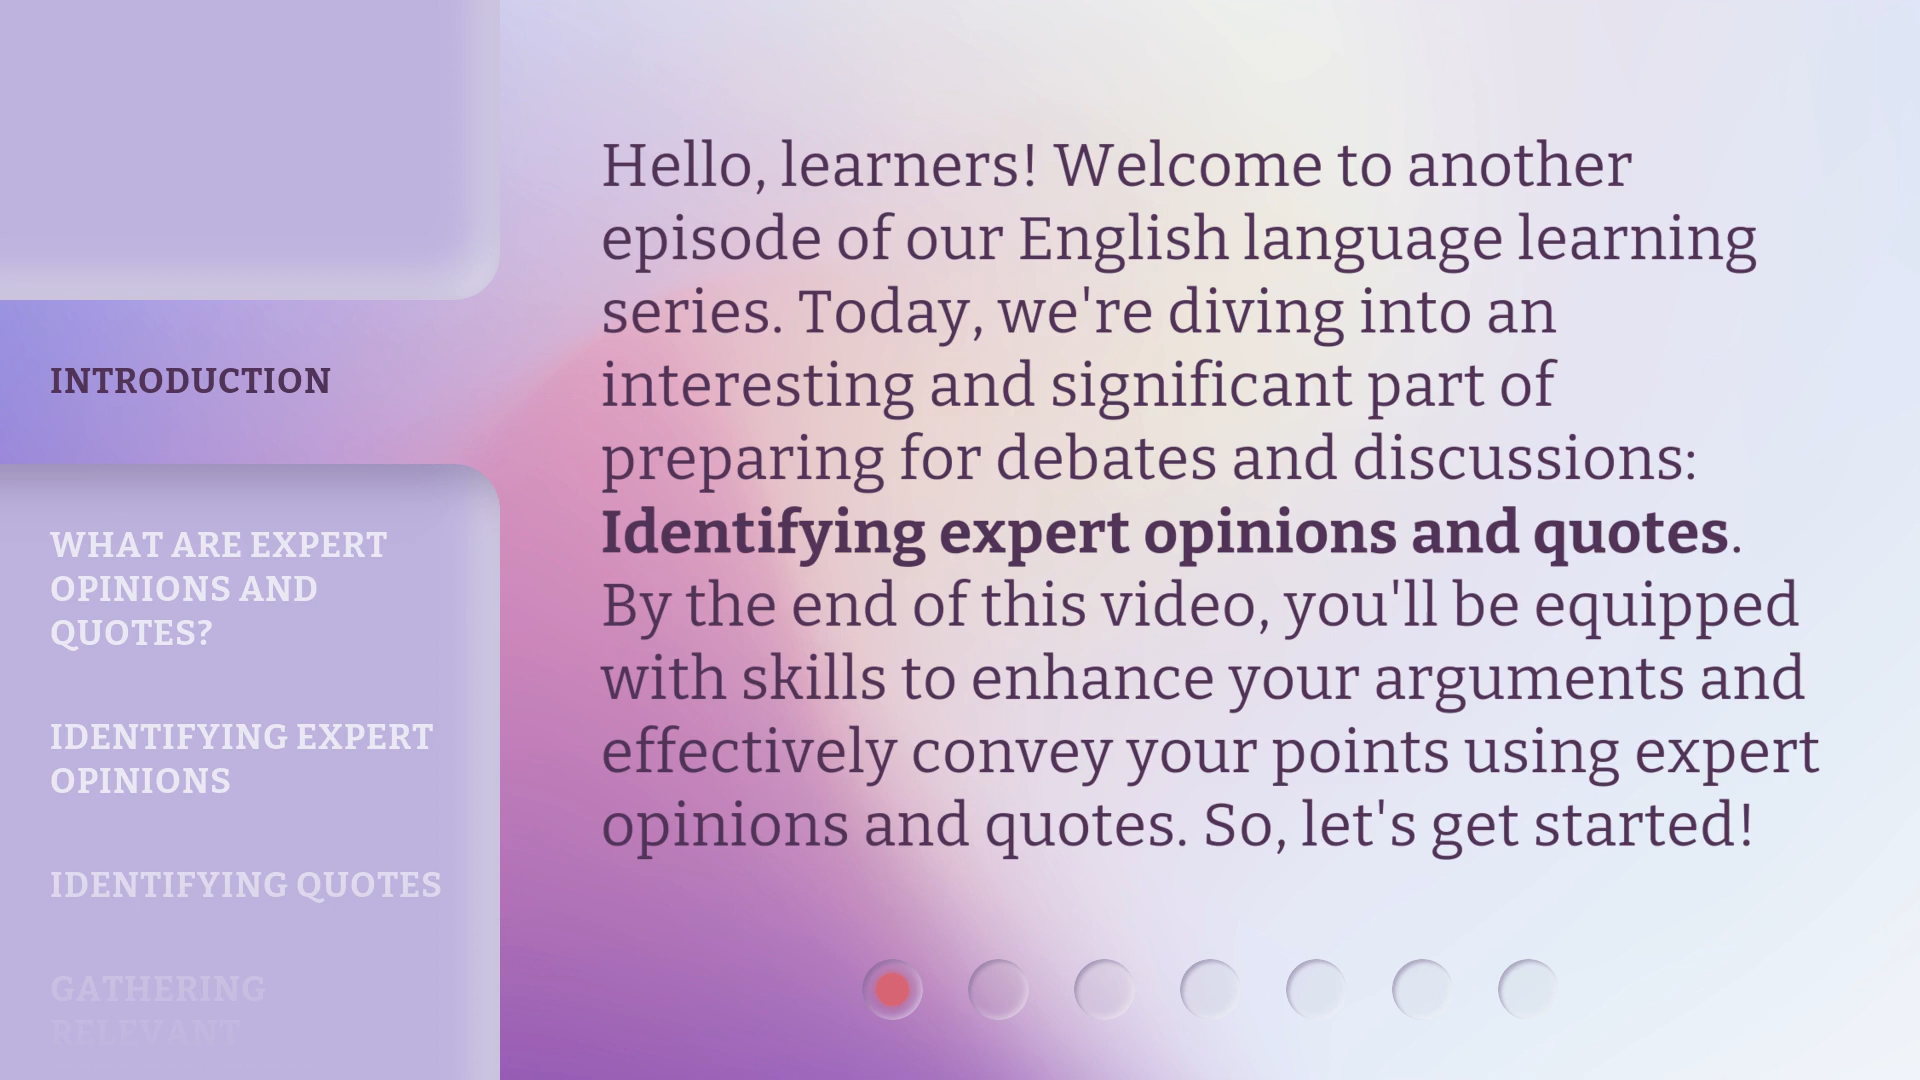 INTRODUCTION
WHAT ARE EXPERT
OPINIONS AND
QUOTES?
IDENTIFYING EXPERT
OPINIONS
IDENTIFYING QUOTES
GATHERING
RELEVANT
Hello, learners! Welcome to another
episode of our English language learning
series. Today, we're diving into an
interesting and significant part of
preparing for debates and discussions:
Identifying expert opinions and quotes.
By the end of this video, you'll be equipped
with skills to enhance your arguments and
effectively convey your points using expert
opinions and quotes. So, let's get started!